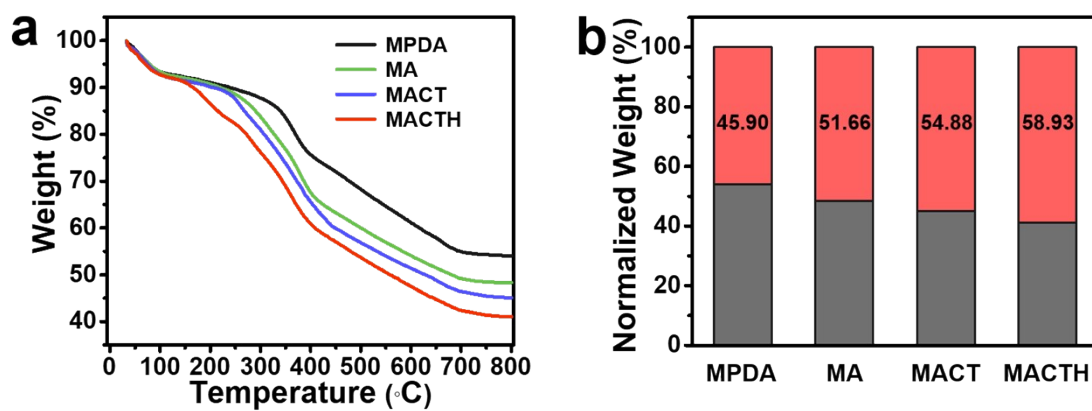 a
Weight (%)
100
90
80
70
60
50
40
0 100 200 300 400 500 600 700 800
Temperature (◦C)
MPDA
MA
MACT
MACTH
b
Normalized Weight (%)
100
80
60
40
20
0
45.90 51.66 54.88 58.93
MPDA MA MACT MACTH